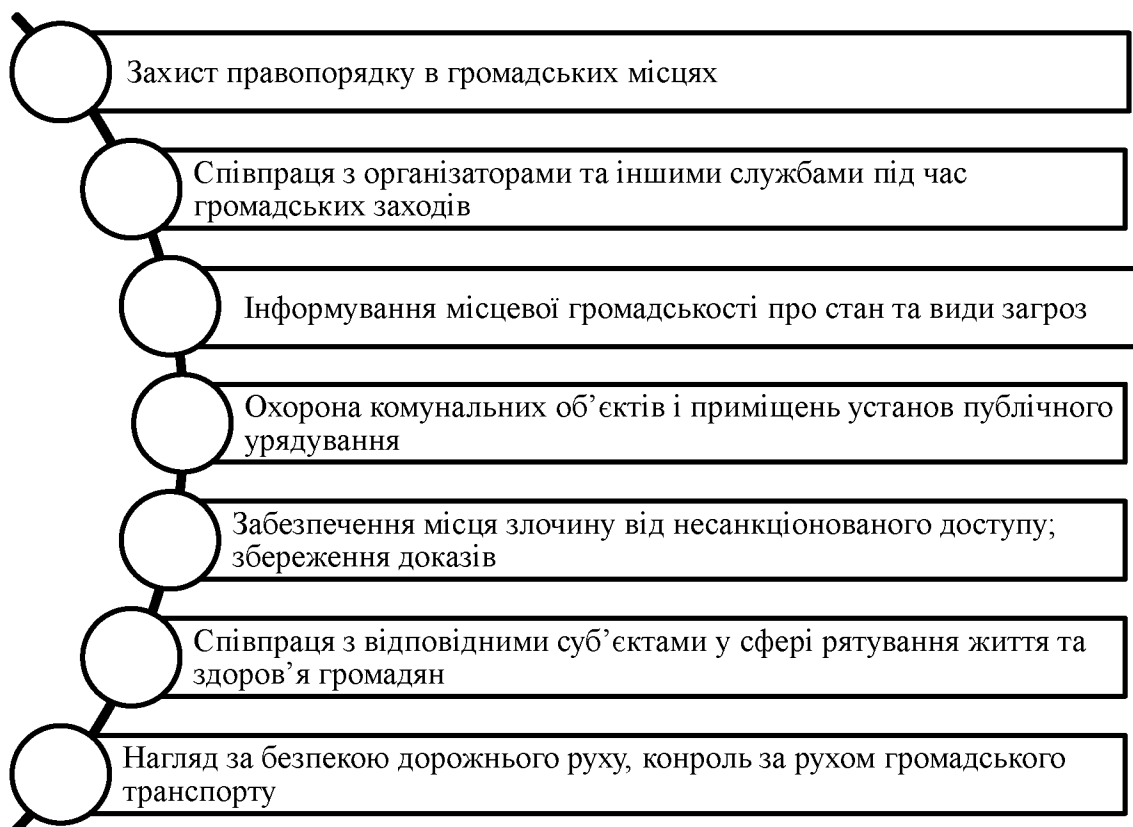 Захист правопорядку в громадських місцях
Співпраця з організаторами та іншими службами під час
громадських заходів
Інформування місцевої громадськості про стан та види загроз
Охорона комунальних об’єктів і приміщень установ публічного
урядування
Забезпечення місця злочину від несанкціонованого доступу;
збереження доказів
Співпраця з відповідними суб’єктами у сфері рятування життя та
здоров’я громадян
Нагляд за безпекою дорожнього руху, конроль за рухом громадського
транспорту